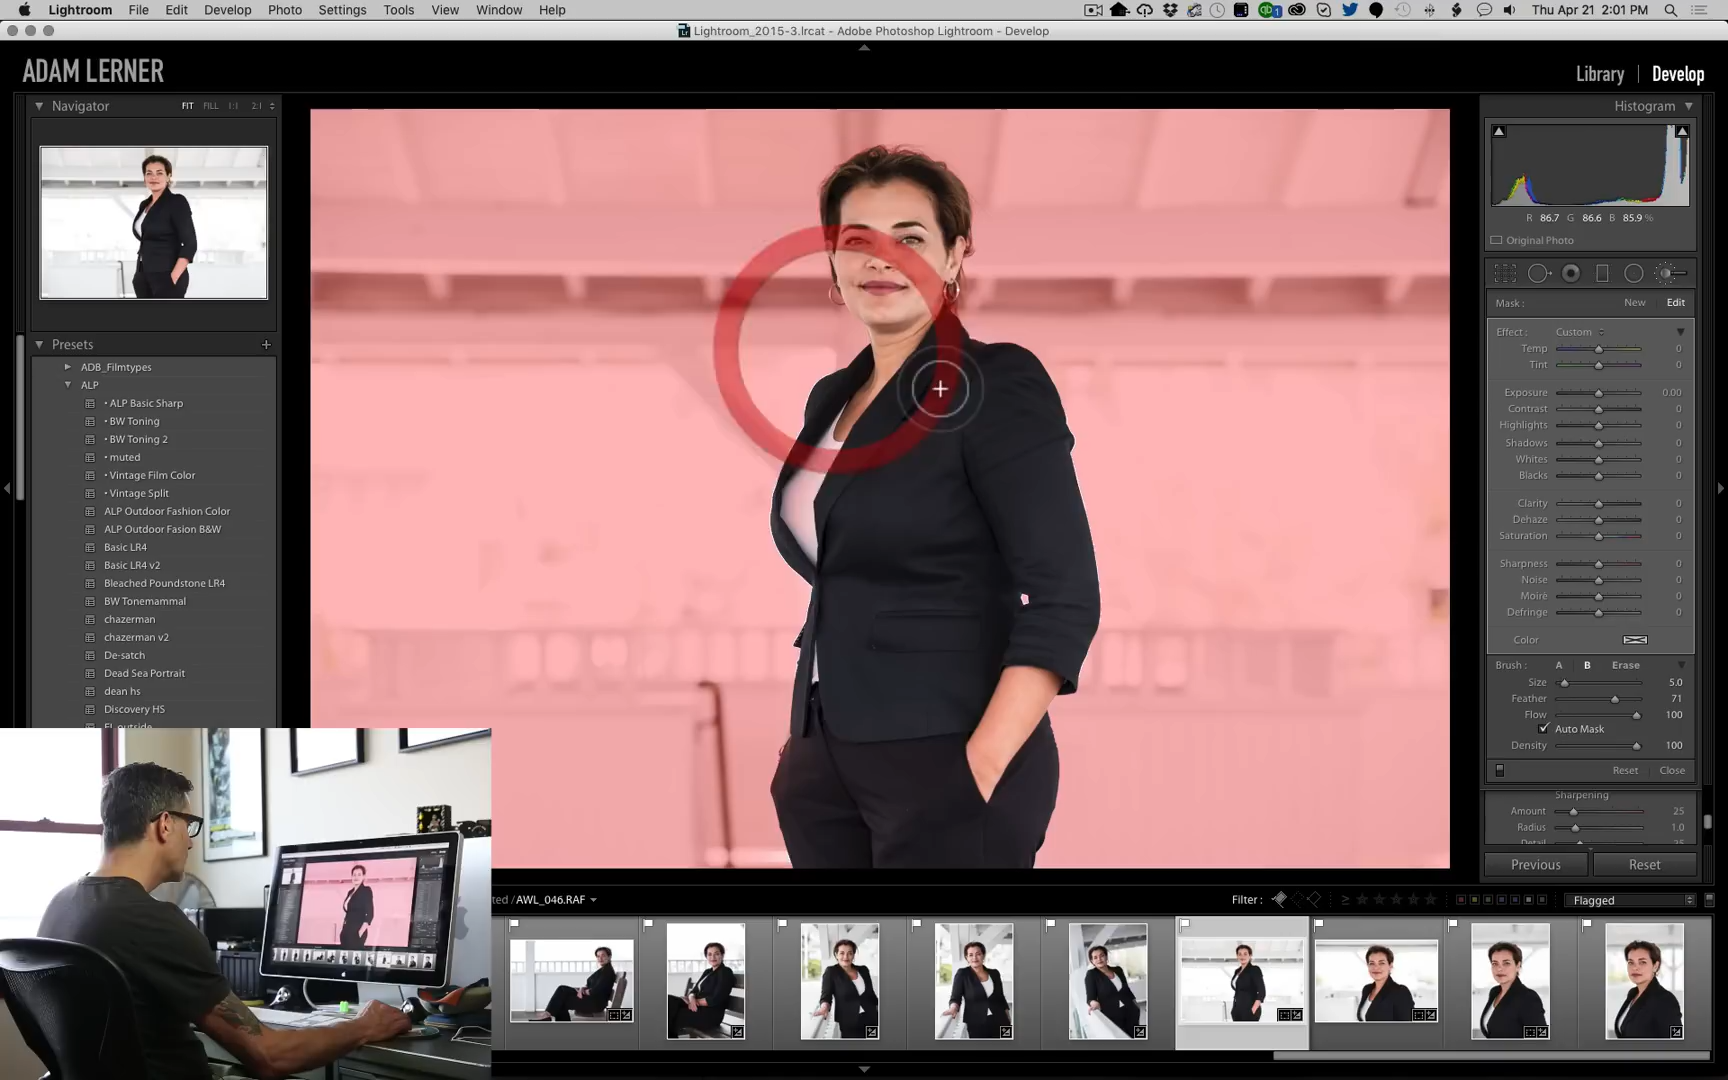 Lightroom File Edit Develop Photo Settings Tools View Window Help
1 Thu Apr 21 2:01 PM
Lightroom_2015-3.lrcat - Adobe Photoshop Lightroom - Develop
ADAM LERNER
Library | Develop
Navigator FIT FILL 1:1 2:1
Histogram
R 86.7 G 86.6 B 85.9 %
Original Photo
Mask : New Edit
Effect : Custom
Temp 0
Tint 0
Exposure 0.00
Contrast 0
Highlights 0
Shadows 0
Whites 0
Blacks 0
Clarity 0
Dehaze 0
Saturation 0
Sharpness 0
Noise 0
Moiré 0
Defringe 0
Color
Brush : A B Erase
Size 5.0
Feather 71
Flow 100
Auto Mask
Density 100
Reset Close
Sharpening
Amount 25
Radius 1.0
Detail 25
Previous Reset
Presets +
ADB_Filmtypes
ALP
• ALP Basic Sharp
• BW Toning
• BW Toning 2
• muted
• Vintage Film Color
• Vintage Split
ALP Outdoor Fashion Color
ALP Outdoor Fasion B&W
Basic LR4
Basic LR4 v2
Bleached Poundstone LR4
BW Tonemammal
chazerman
chazerman v2
De-satch
Dead Sea Portrait
dean hs
Discovery HS
ted / AWL_046.RAF
Filter : Flagged